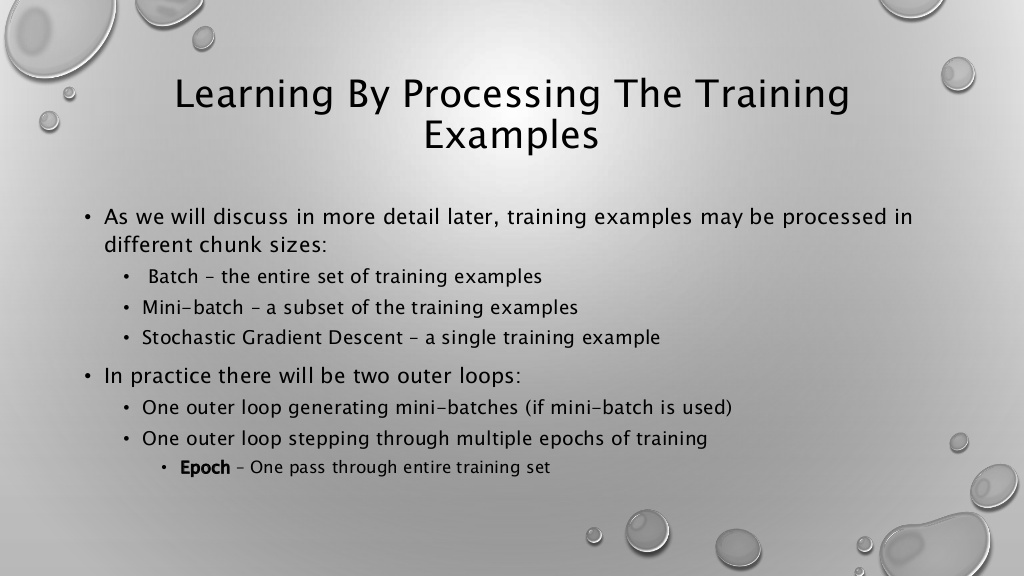 Learning By Processing The Training
Examples
• As we will discuss in more detail later, training examples may be processed in
different chunk sizes:
• Batch – the entire set of training examples
• Mini-batch – a subset of the training examples
• Stochastic Gradient Descent – a single training example
• In practice there will be two outer loops:
• One outer loop generating mini-batches (if mini-batch is used)
• One outer loop stepping through multiple epochs of training
• Epoch – One pass through entire training set